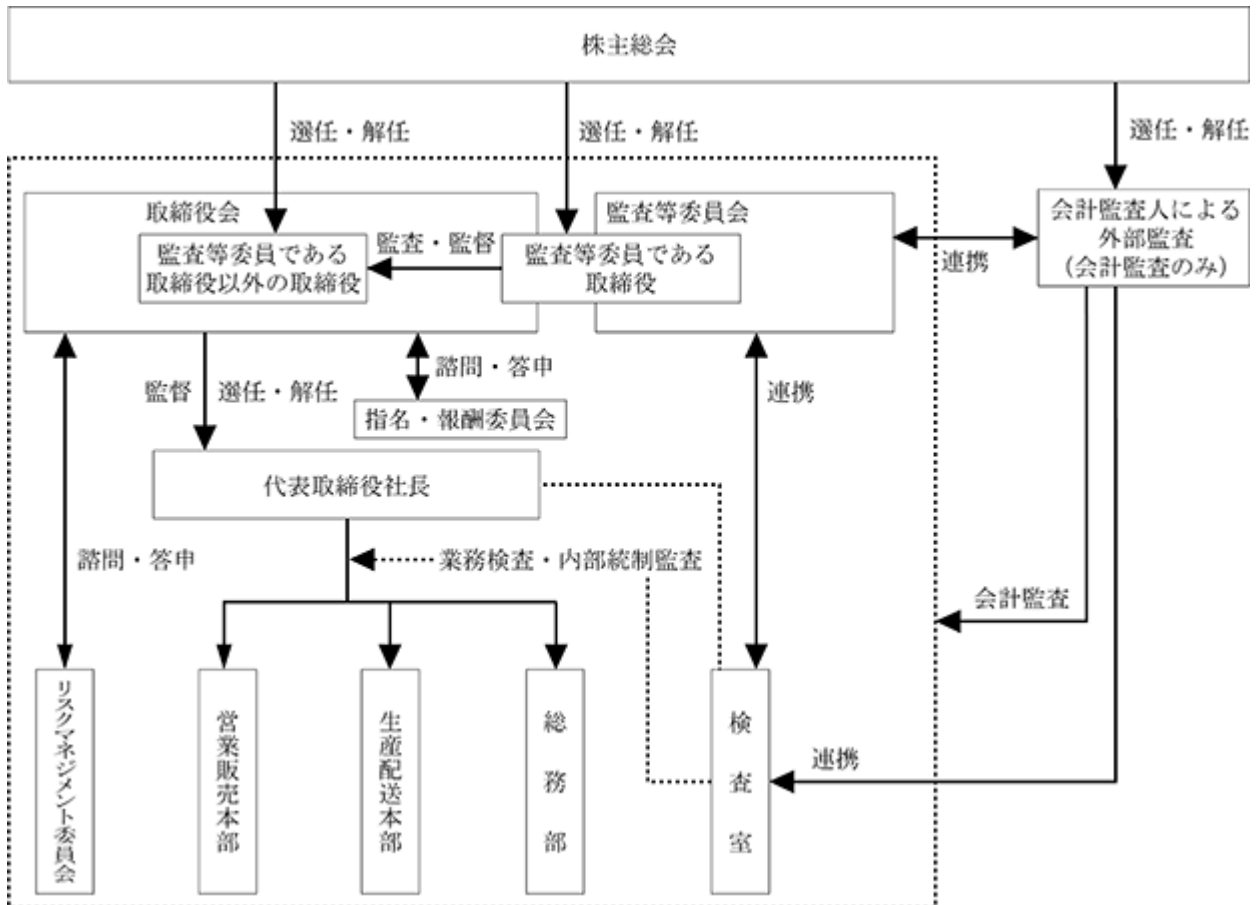 株主総会
選任・解任
選任・解任
選任・解任
取締役会
監査等委員会
会計監査人による
外部監査
（会計監査のみ）
監査等委員である
取締役以外の取締役
監査・監督
監査等委員である
取締役
連携
諮問・答申
監督
選任・解任
連携
指名・報酬委員会
代表取締役社長
諮問・答申
業務検査・内部統制監査
会計監査
リスクマネジメント委員会
営業販売本部
生産配送本部
総務部
検査室
連携